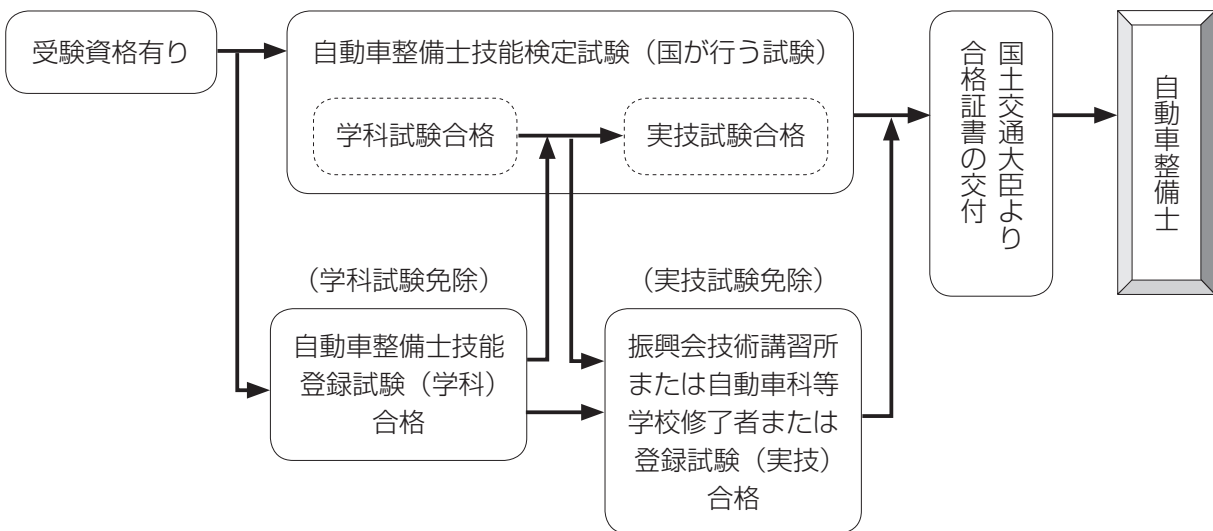 受験資格有り
自動車整備士技能検定試験（国が行う試験）
学科試験合格
実技試験合格
（学科試験免除）
自動車整備士技能
登録試験（学科）
合格
（実技試験免除）
振興会技術講習所
または自動車科等
学校修了者または
登録試験（実技）
合格
国土交通大臣より
合格証書の交付
自動車整備士